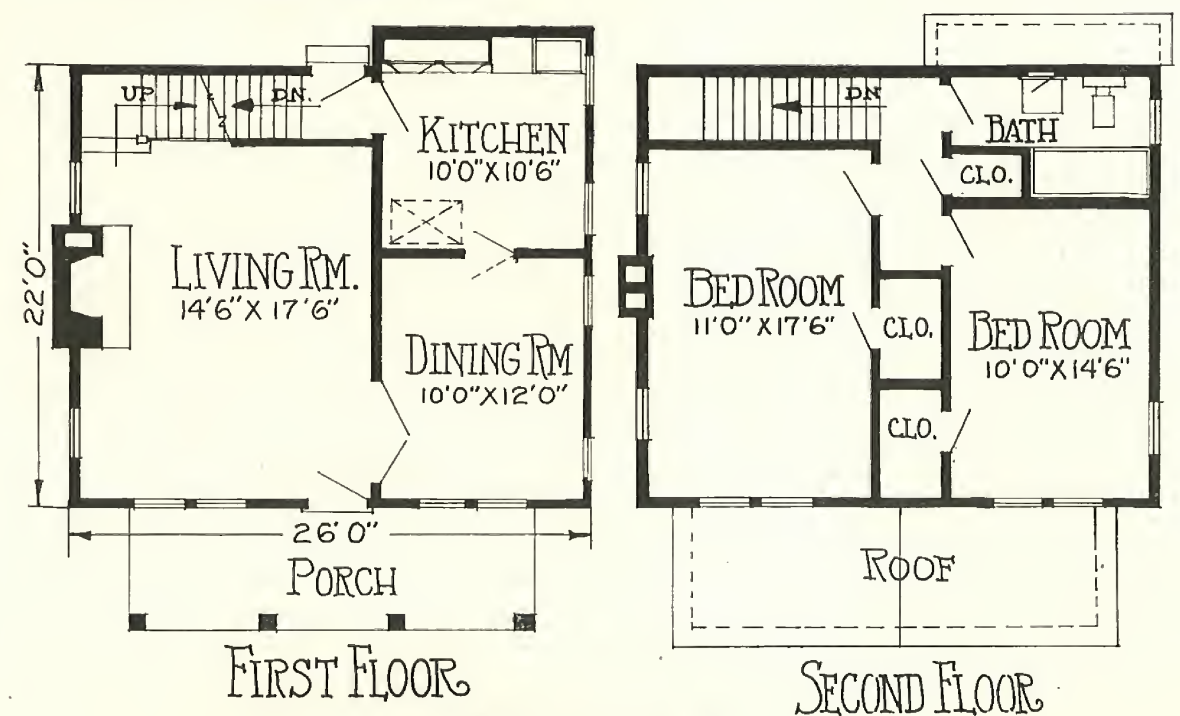 UP
DN.
KITCHEN
10'0"X10'6"
LIVING RM.
14'6"X 17'6"
22'0"
DINING RM
10'0"X12'0"
26'0"
PORCH
FIRST FLOOR
DN
BATH
CLO.
BED ROOM
11'0"X17'6"
CLO.
BED ROOM
10'0"X14'6"
CLO.
ROOF
SECOND FLOOR